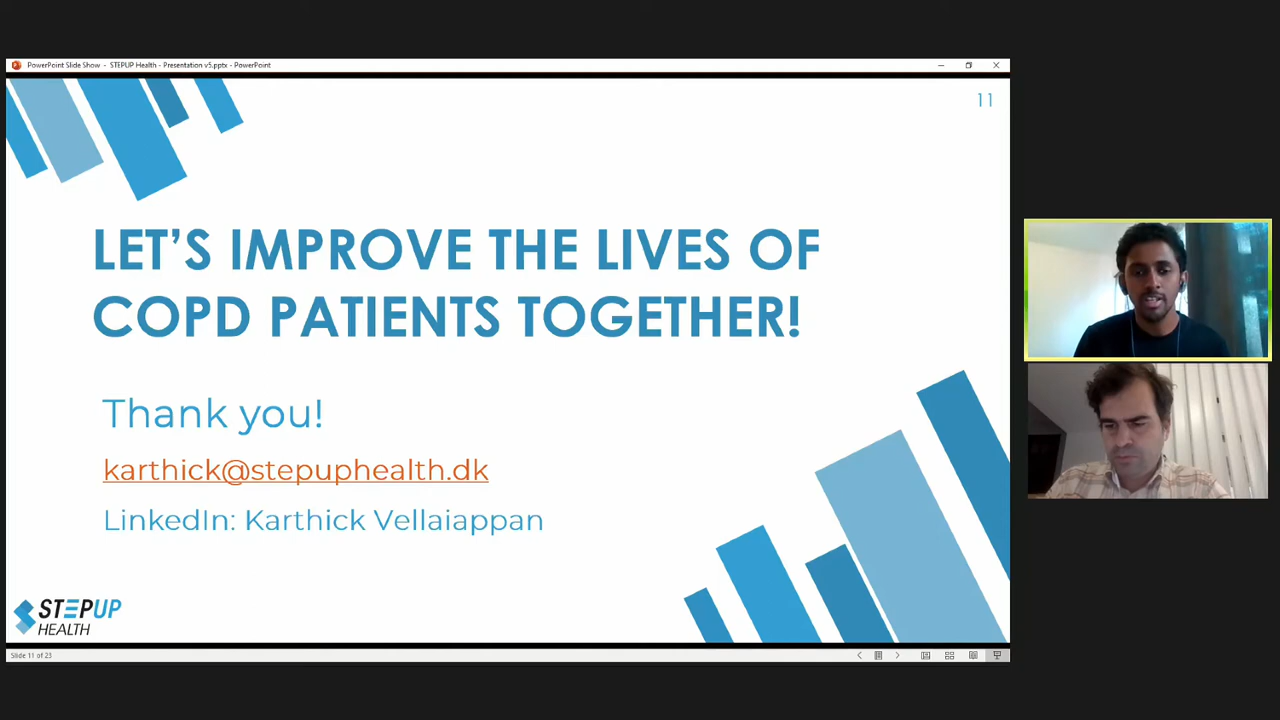 PowerPoint Slide Show - STEPUP Health - Presentation v5.pptx - PowerPoint
11
LET’S IMPROVE THE LIVES OF
COPD PATIENTS TOGETHER!
Thank you!
karthick@stepuphealth.dk
LinkedIn: Karthick Vellaiappan
STEPUP
HEALTH
Slide 11 of 23